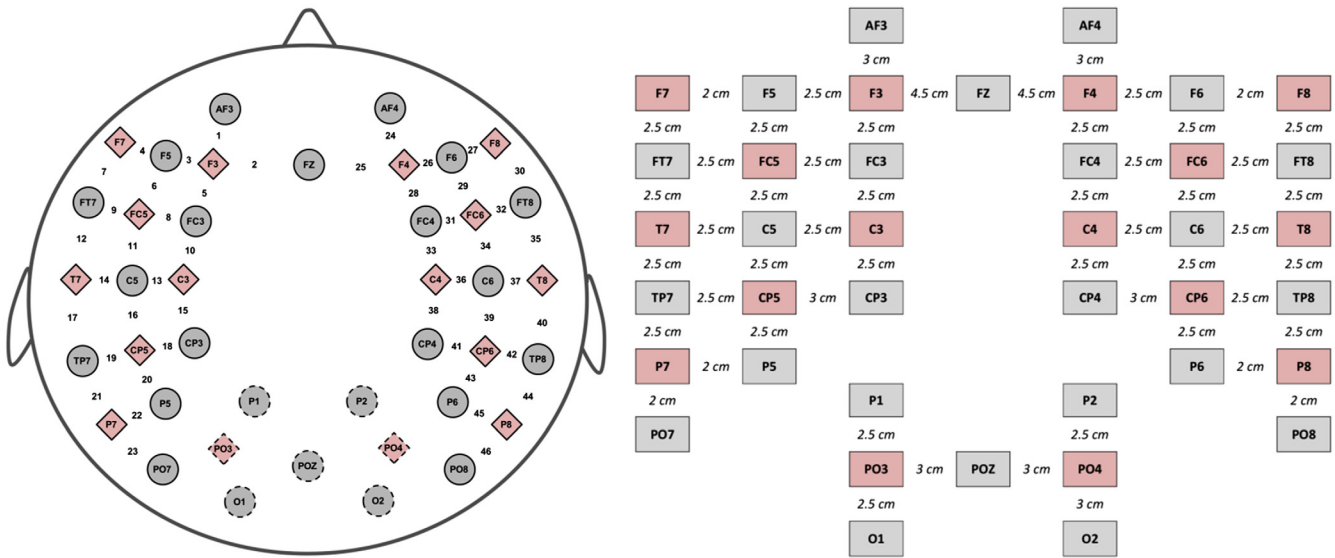 AF3 AF4
1 24
F7 4 F5 3 F3 2 FZ 25 F4 26 F6 27 F8
7 6 5 28 29 30
FT7 9 FC5 8 FC3 FC4 31 FC6 32 FT8
12 11 10 33 34 35
T7 14 C5 13 C3 C4 36 C6 37 T8
17 16 15 38 39 40
TP7 19 CP5 18 CP3 CP4 41 CP6 42 TP8
20 43
21 22 P5 P1 P2 P6 45 44
P7 P8
23 PO3 PO4 46
PO7 POZ PO8
O1 O2
AF3 AF4
3 cm 3 cm
F7 2 cm F5 2.5 cm F3 4.5 cm FZ 4.5 cm F4 2.5 cm F6 2 cm F8
2.5 cm 2.5 cm 2.5 cm 2.5 cm 2.5 cm 2.5 cm
FT7 2.5 cm FC5 2.5 cm FC3 FC4 2.5 cm FC6 2.5 cm FT8
2.5 cm 2.5 cm 2.5 cm 2.5 cm 2.5 cm 2.5 cm
T7 2.5 cm C5 2.5 cm C3 C4 2.5 cm C6 2.5 cm T8
2.5 cm 2.5 cm 2.5 cm 2.5 cm 2.5 cm 2.5 cm
TP7 2.5 cm CP5 3 cm CP3 CP4 3 cm CP6 2.5 cm TP8
2.5 cm 2.5 cm 2.5 cm 2.5 cm
P7 2 cm P5 P6 2 cm P8
2 cm P1 P2 2 cm
PO7 2.5 cm 2.5 cm PO8
PO3 3 cm POZ 3 cm PO4
2.5 cm 3 cm
O1 O2